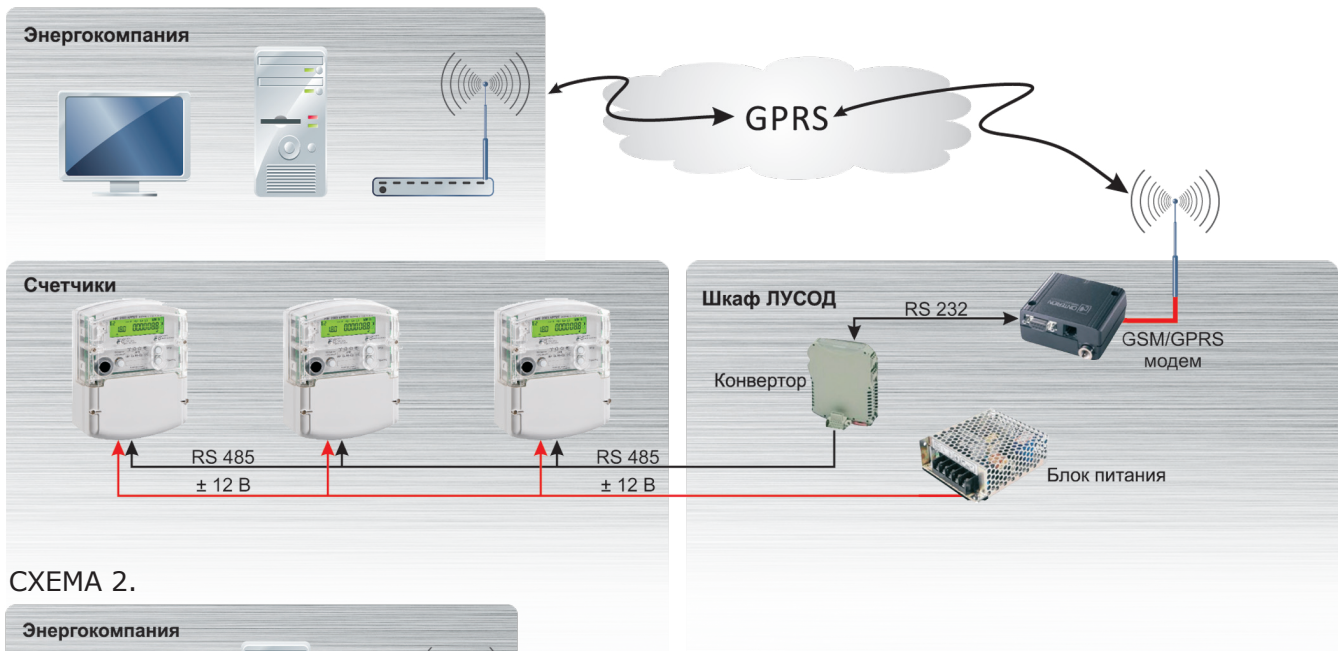 Энергокомпания
GPRS
Счетчики
Шкаф ЛУСОД
RS 232
GSM/GPRS
модем
Конвертор
RS 485
RS 485
± 12 В
± 12 В
Блок питания
СХЕМА 2.
Энергокомпания